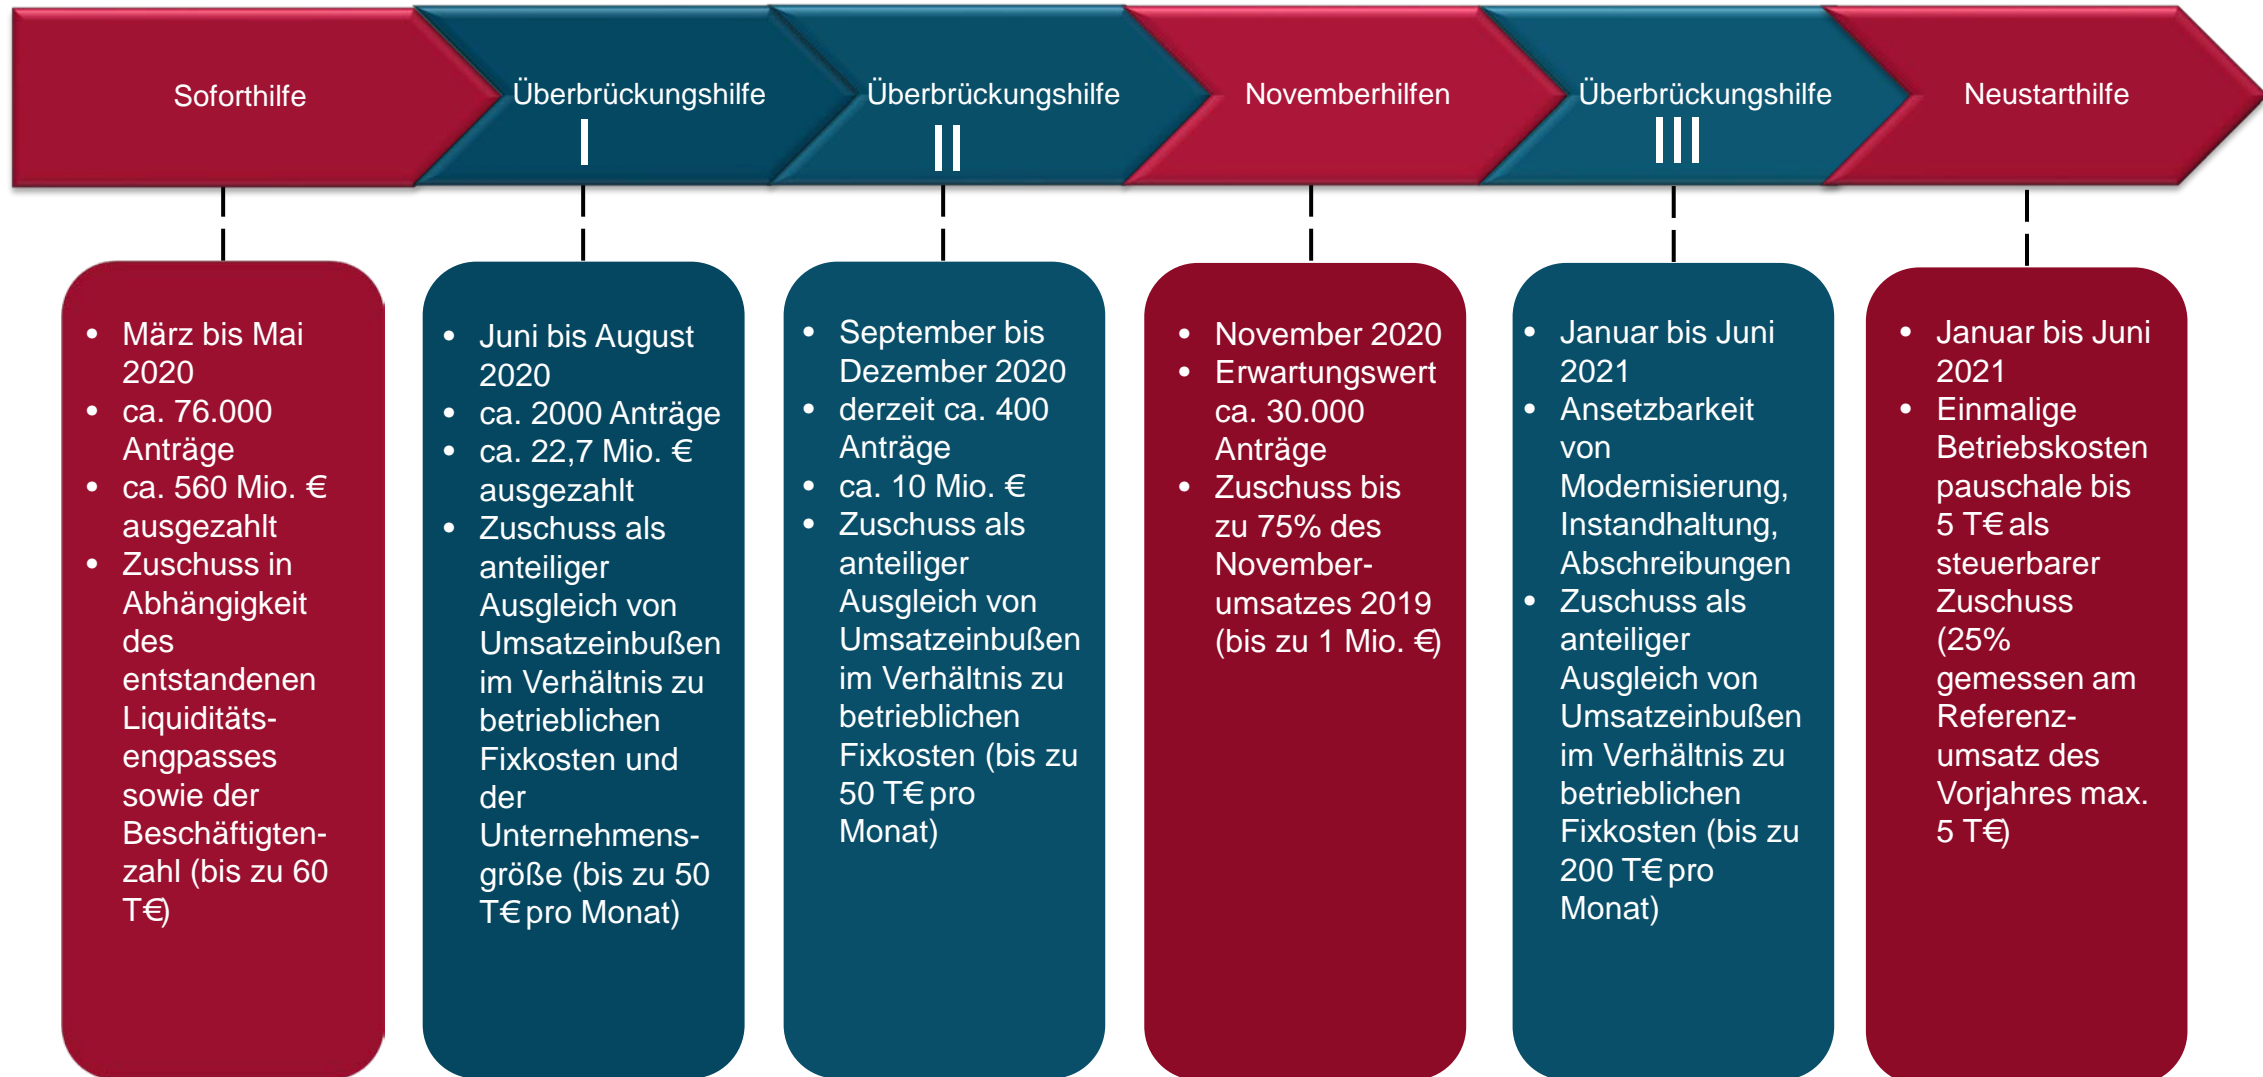 Soforthilfe
Überbrückungshilfe
I
Überbrückungshilfe
II
Novemberhilfen
Überbrückungshilfe
III
Neustarthilfe
• März bis Mai
2020
• ca. 76.000
Anträge
• ca. 560 Mio. €
ausgezahlt
• Zuschuss in
Abhängigkeit
des
entstandenen
Liquiditäts-
engpasses
sowie der
Beschäftigten-
zahl (bis zu 60
T€)
• Juni bis August
2020
• ca. 2000 Anträge
• ca. 22,7 Mio. €
ausgezahlt
• Zuschuss als
anteiliger
Ausgleich von
Umsatzeinbußen
im Verhältnis zu
betrieblichen
Fixkosten und
der
Unternehmens-
größe (bis zu 50
T€ pro Monat)
• September bis
Dezember 2020
• derzeit ca. 400
Anträge
• ca. 10 Mio. €
• Zuschuss als
anteiliger
Ausgleich von
Umsatzeinbußen
im Verhältnis zu
betrieblichen
Fixkosten (bis zu
50 T€ pro
Monat)
• November 2020
• Erwartungswert
ca. 30.000
Anträge
• Zuschuss bis
zu 75% des
November-
umsatzes 2019
(bis zu 1 Mio. €)
• Januar bis Juni
2021
• Ansetzbarkeit
von
Modernisierung,
Instandhaltung,
Abschreibungen
• Zuschuss als
anteiliger
Ausgleich von
Umsatzeinbußen
im Verhältnis zu
betrieblichen
Fixkosten (bis zu
200 T€ pro
Monat)
• Januar bis Juni
2021
• Einmalige
Betriebskosten
pauschale bis
5 T€ als
steuerbarer
Zuschuss
(25%
gemessen am
Referenz-
umsatz des
Vorjahres max.
5 T€)